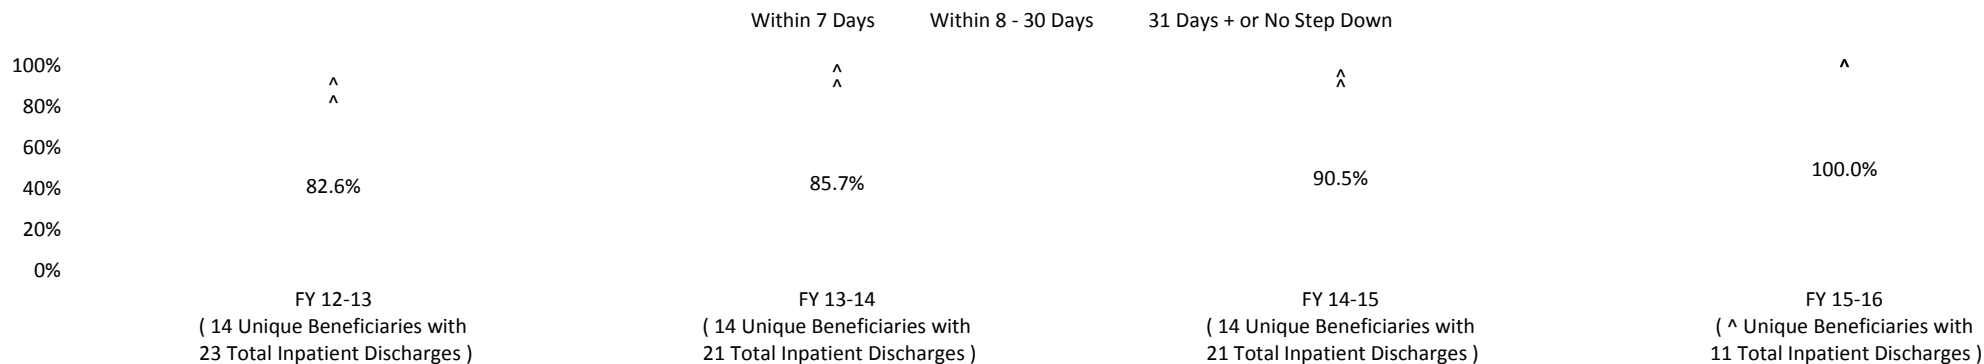 Within 7 Days Within 8 - 30 Days 31 Days + or No Step Down
100%
80%
60%
40%
20%
0%
^
^
82.6%
^
^
85.7%
^
^
90.5%
^
100.0%
FY 12-13
( 14 Unique Beneficiaries with
23 Total Inpatient Discharges )
FY 13-14
( 14 Unique Beneficiaries with
21 Total Inpatient Discharges )
FY 14-15
( 14 Unique Beneficiaries with
21 Total Inpatient Discharges )
FY 15-16
( ^ Unique Beneficiaries with
11 Total Inpatient Discharges )